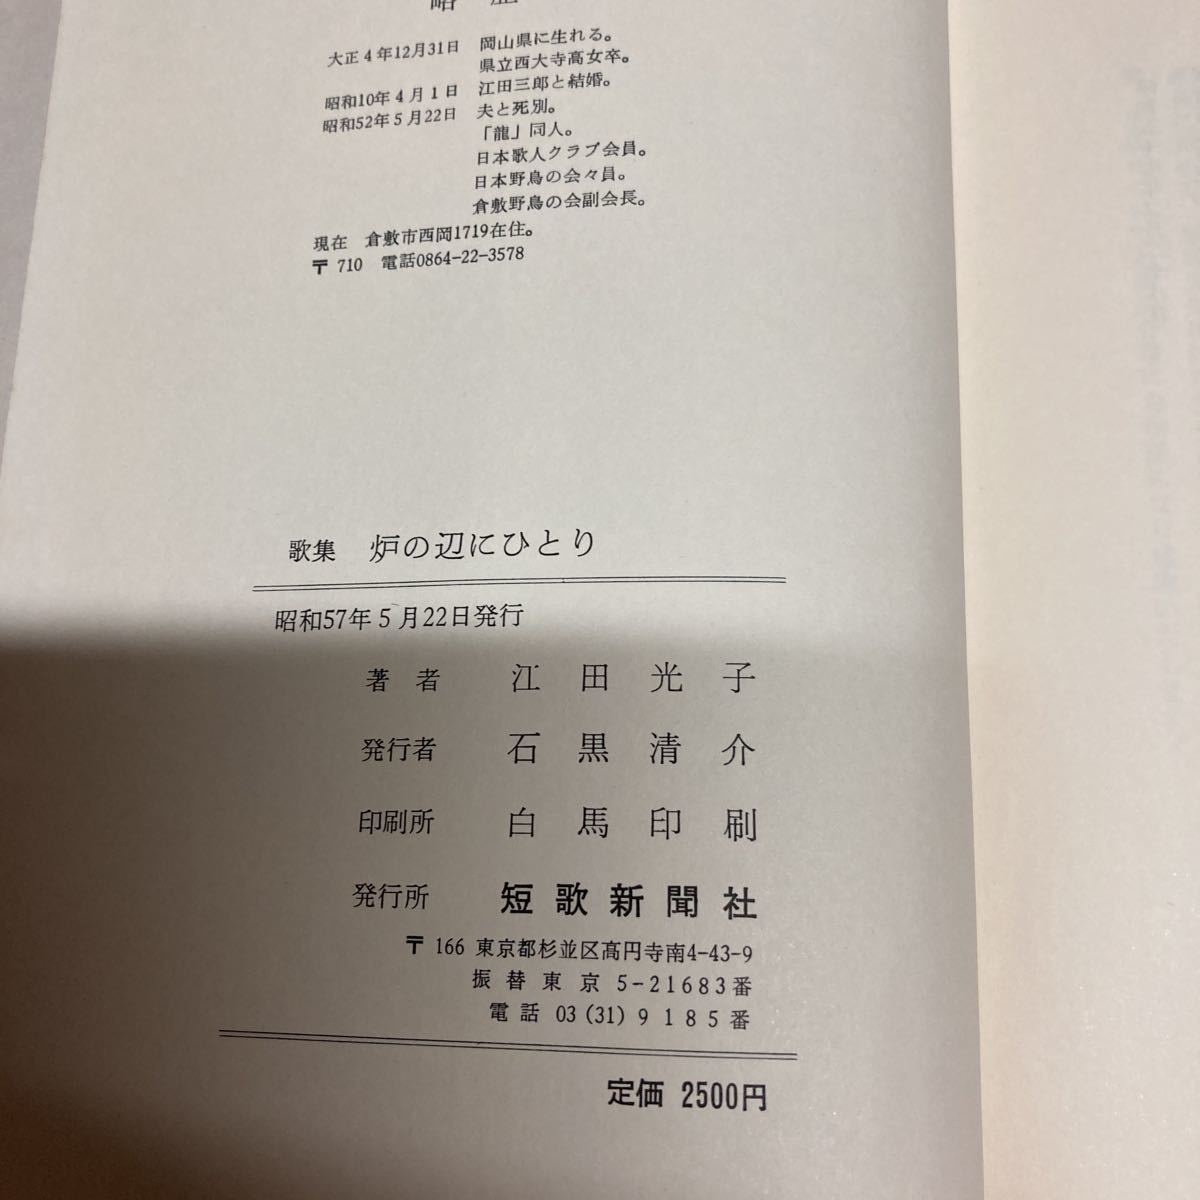 略歴
大正4年12月31日 岡山県に生れる。
県立西大寺高女卒。
昭和10年4月1日 江田三郎と結婚。
昭和52年5月22日 夫と死別。
「龍」同人。
日本歌人クラブ会員。
日本野鳥の会々員。
倉敷野鳥の会副会長。
現在 倉敷市西岡1719在住。
〒710 電話0864-22-3578
歌集 炉の辺にひとり
昭和57年5月22日発行
著者 江田光子
発行者 石黒清介
印刷所 白馬印刷
発行所 短歌新聞社
〒166 東京都杉並区高円寺南4-43-9
振替東京5-21683番
電話03(31)9185番
定価 2500円